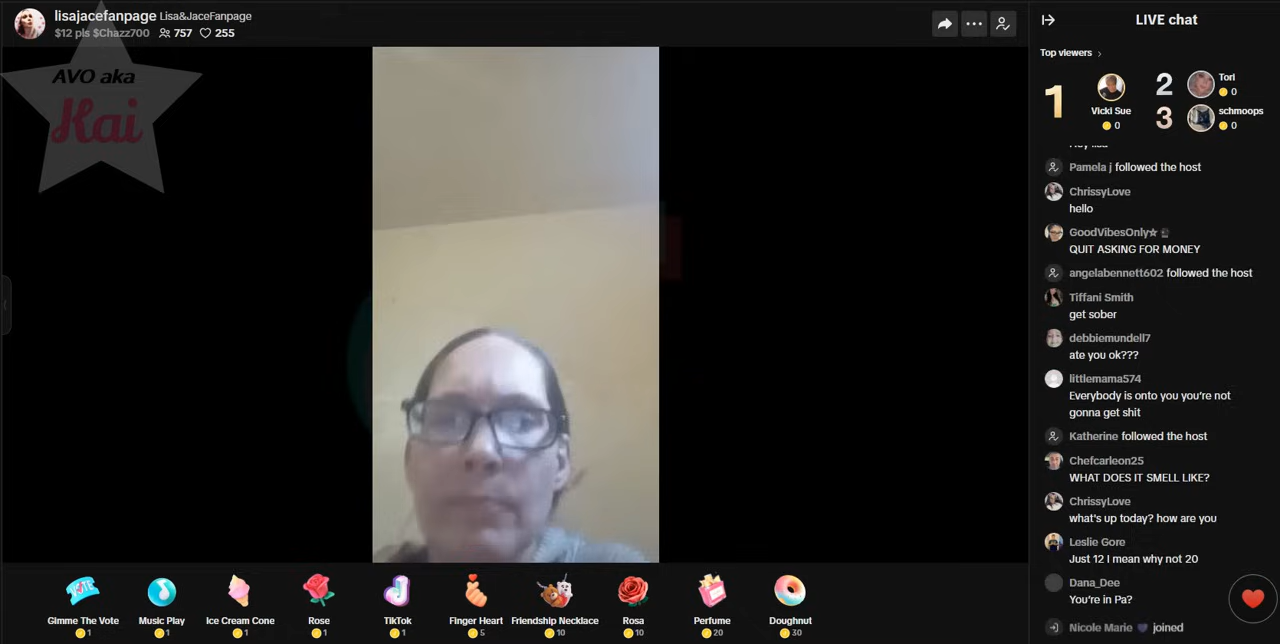 lisajacefanpage Lisa&JaceFanpage
$12 pls $Chazz700 757 255
AVO aka
Kai
LIVE chat
Top viewers
1 Vicki Sue 0
2 Tori 0
3 schmoops 0
Hey lisa
Pamela j followed the host
ChrissyLove
hello
GoodVibesOnly
QUIT ASKING FOR MONEY
angelabennett602 followed the host
Tiffani Smith
get sober
debbiemundell7
ate you ok???
littlemama574
Everybody is onto you you're not
gonna get shit
Katherine followed the host
Chefcarleon25
WHAT DOES IT SMELL LIKE?
ChrissyLove
what's up today? how are you
Leslie Gore
Just 12 I mean why not 20
Dana_Dee
You're in Pa?
Nicole Marie 💜 joined
VOTE
Gimme The Vote Music Play Ice Cream Cone Rose TikTok Finger Heart Friendship Necklace Rosa Perfume Doughnut
1 1 1 1 1 5 10 10 20 30